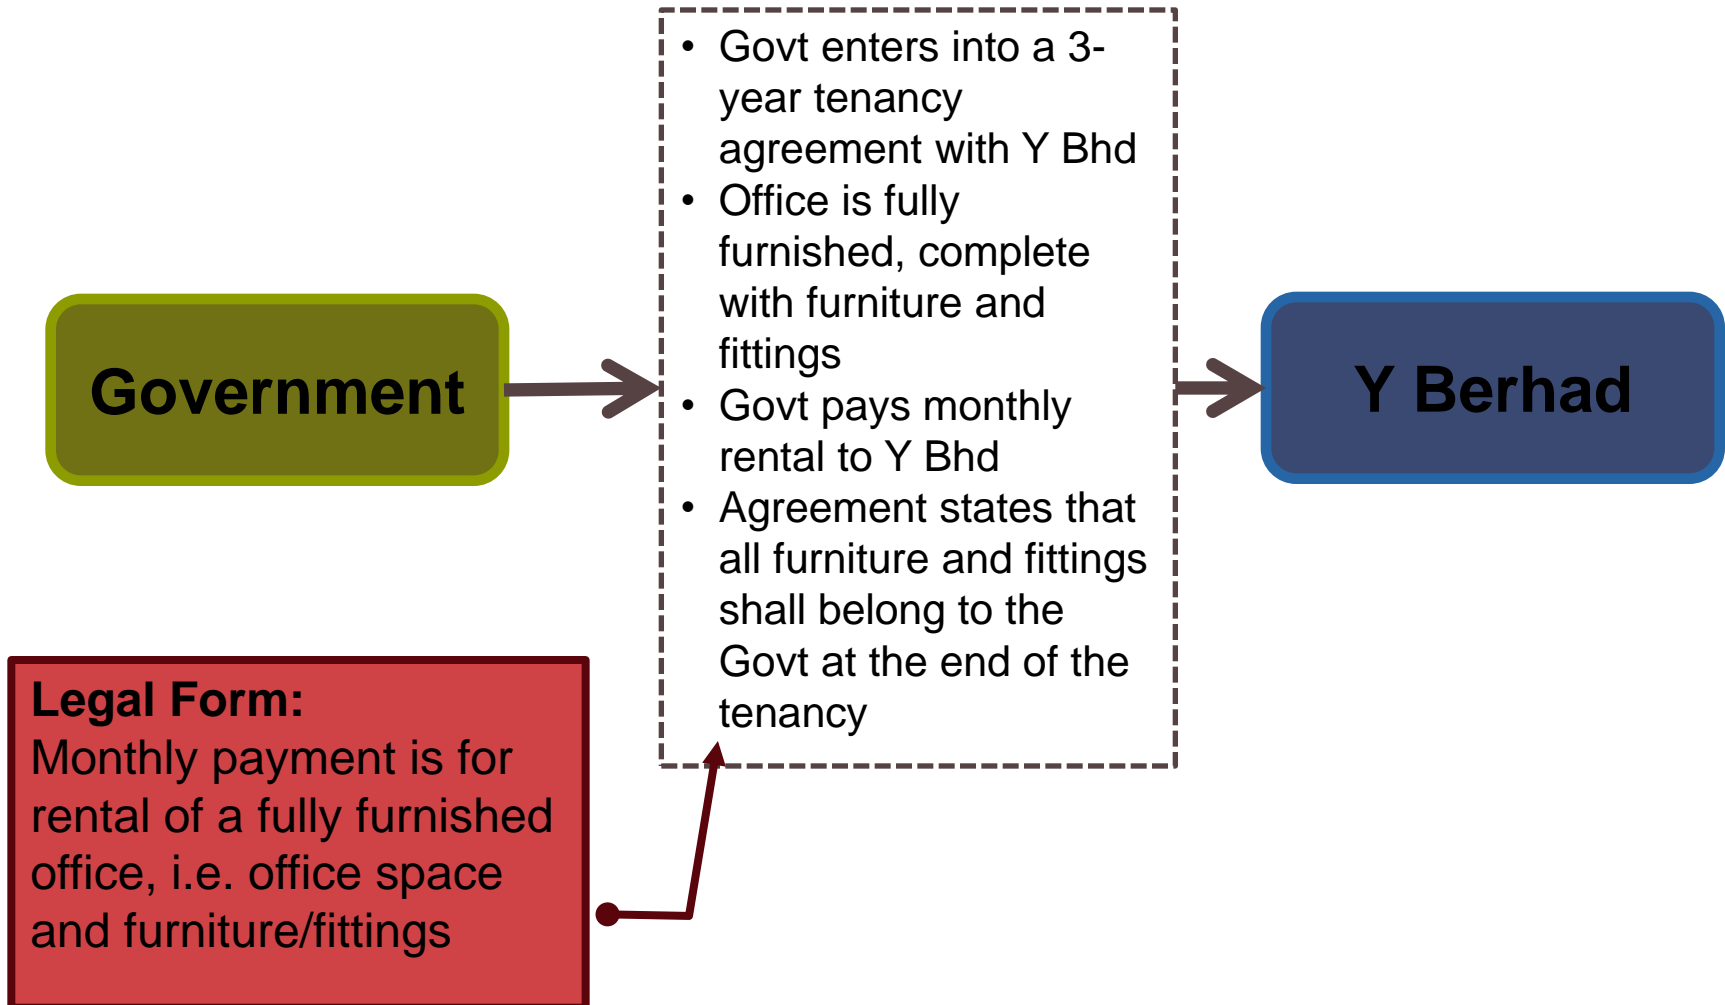 Government
• Govt enters into a 3-
year tenancy
agreement with Y Bhd
• Office is fully
furnished, complete
with furniture and
fittings
• Govt pays monthly
rental to Y Bhd
• Agreement states that
all furniture and fittings
shall belong to the
Govt at the end of the
tenancy
Y Berhad
Legal Form:
Monthly payment is for
rental of a fully furnished
office, i.e. office space
and furniture/fittings